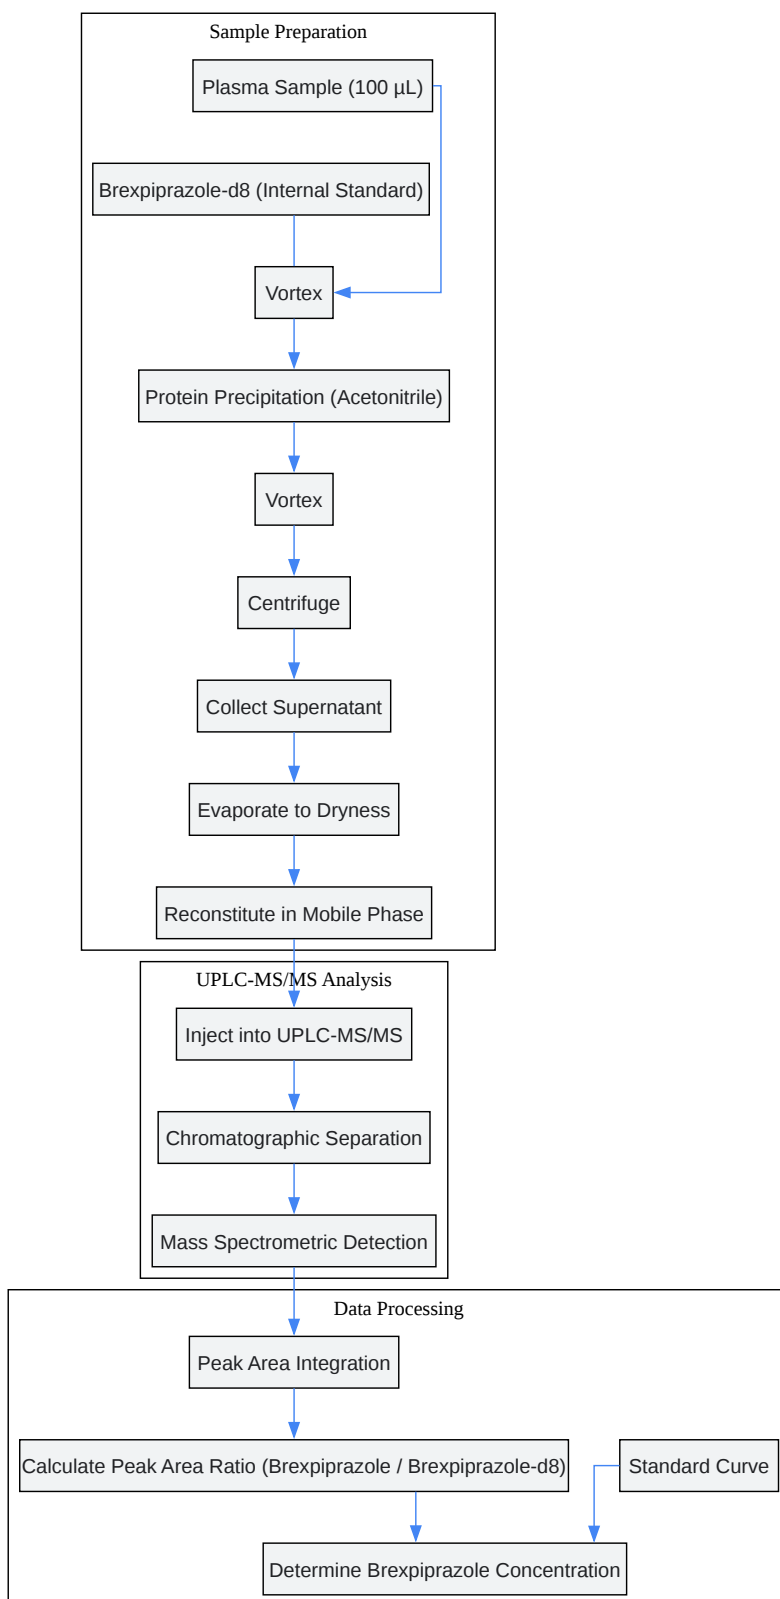 Sample Preparation
Plasma Sample (100 µL)
Brexpiprazole-d8 (Internal Standard)
Vortex
Protein Precipitation (Acetonitrile)
Vortex
Centrifuge
Collect Supernatant
Evaporate to Dryness
Reconstitute in Mobile Phase
UPLC-MS/MS Analysis
Inject into UPLC-MS/MS
Chromatographic Separation
Mass Spectrometric Detection
Data Processing
Peak Area Integration
Calculate Peak Area Ratio (Brexpiprazole / Brexpiprazole-d8)
Standard Curve
Determine Brexpiprazole Concentration